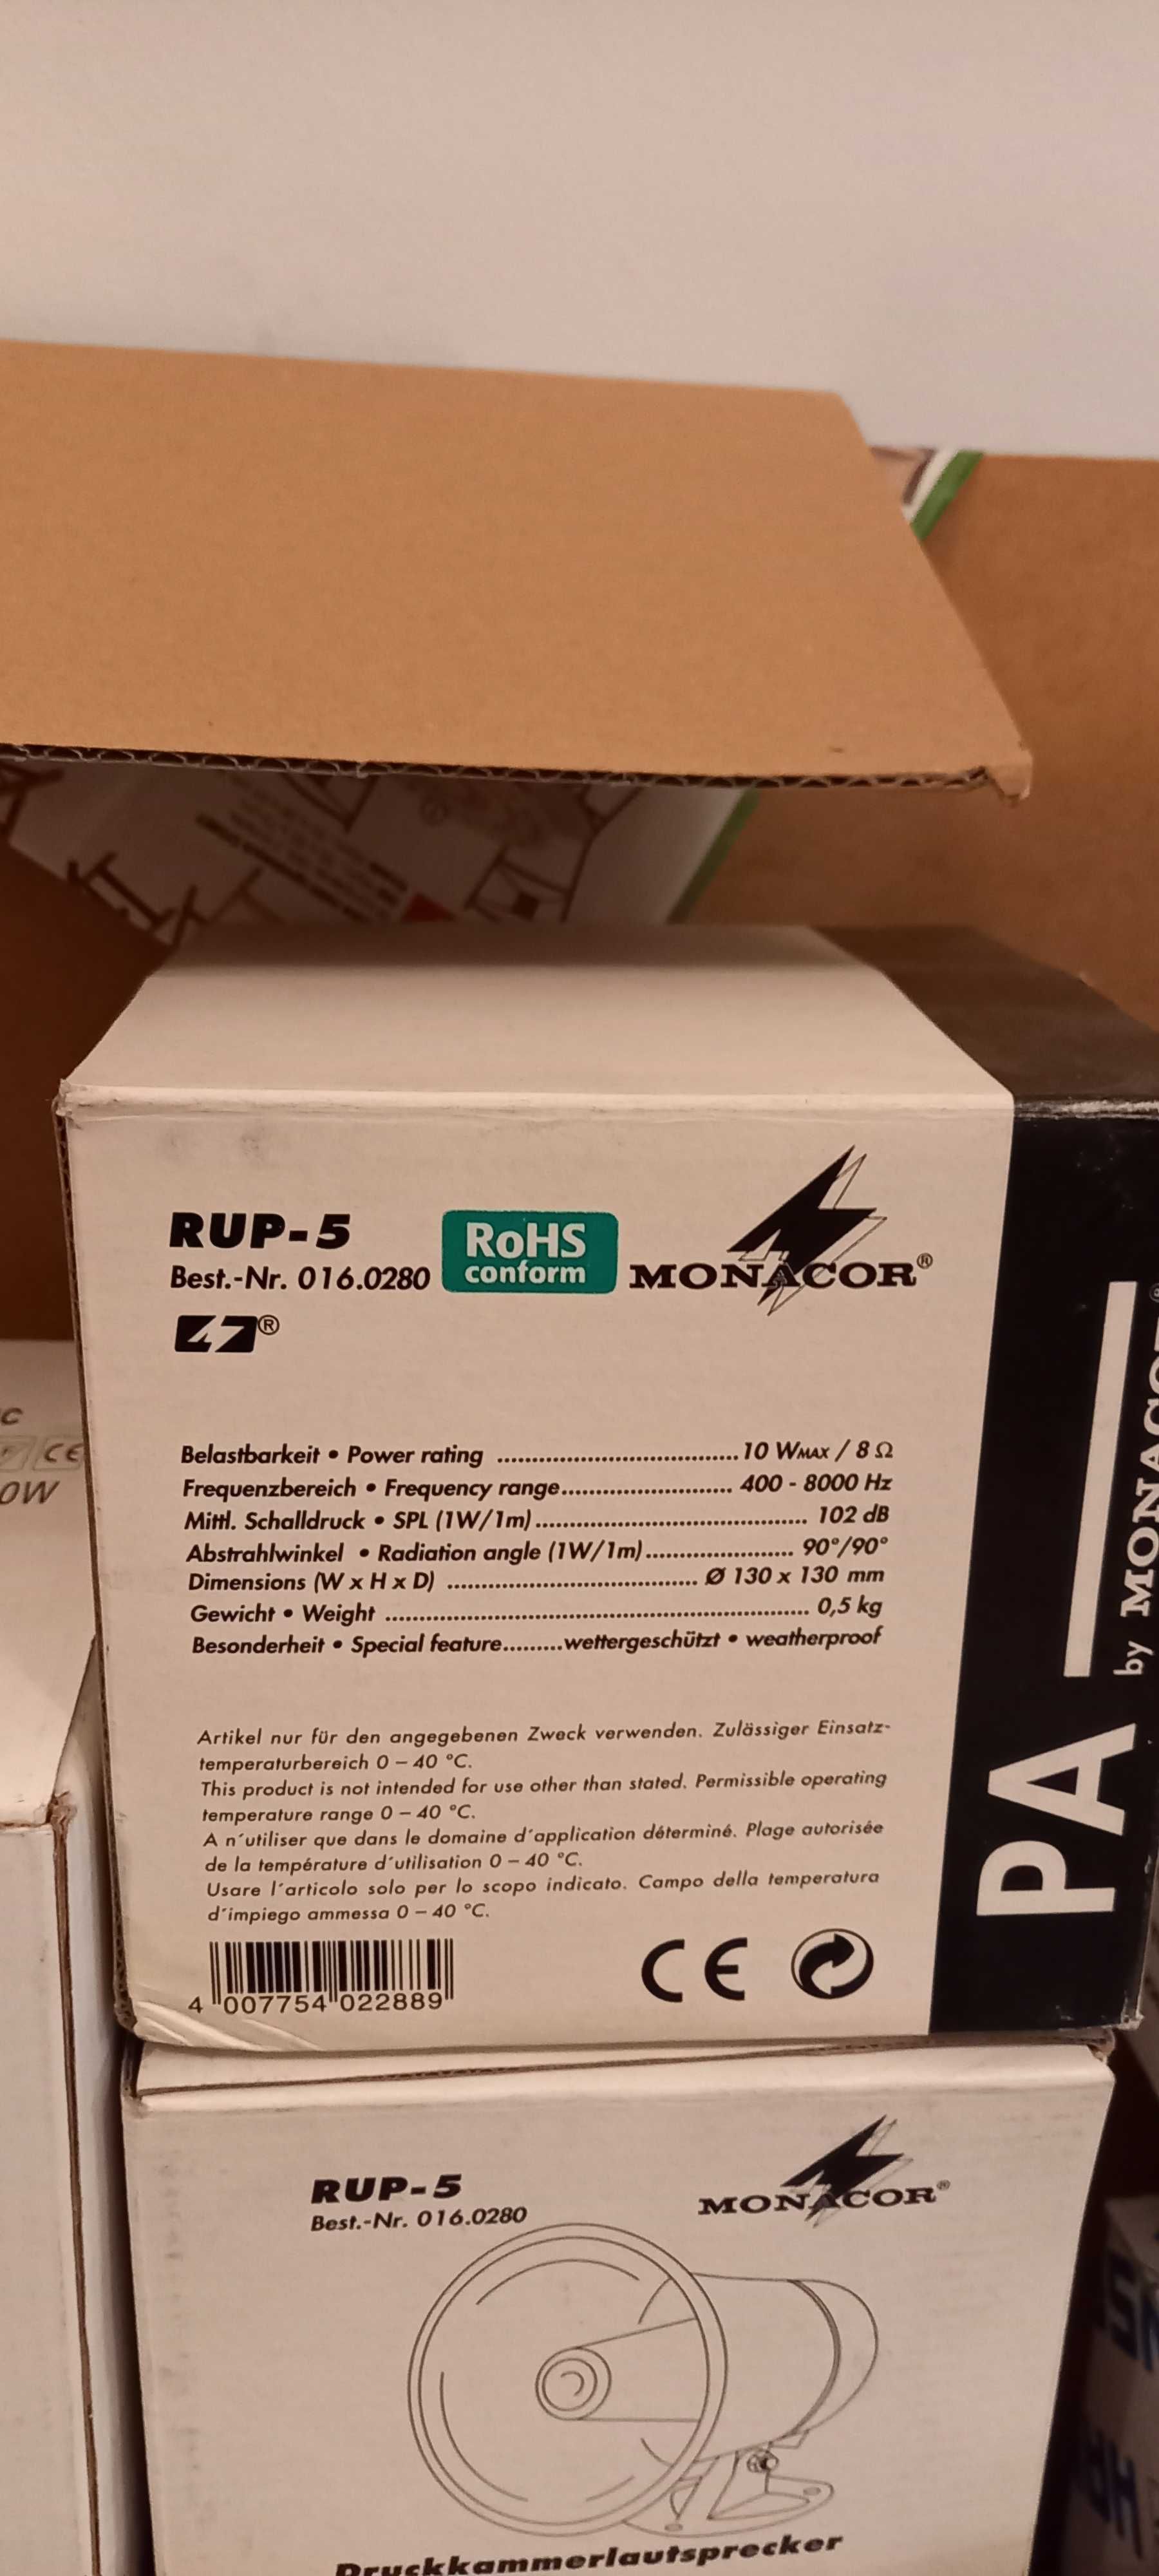 RUP-5
Best.-Nr. 016.0280
RoHS
conform
MONACOR®
Belastbarkeit • Power rating ................................... 10 WMAX / 8 Ω
Frequenzbereich • Frequency range......................... 400 - 8000 Hz
Mittl. Schalldruck • SPL (1W/1m) ....................................... 102 dB
Abstrahlwinkel • Radiation angle (1W/1m)..................... 90°/90°
Dimensions (W x H x D) ..................................... Ø 130 x 130 mm
Gewicht • Weight .............................................................. 0,5 kg
Besonderheit • Special feature.........wettergeschützt • weatherproof
Artikel nur für den angegebenen Zweck verwenden. Zulässiger Einsatz-
temperaturbereich 0 – 40 °C.
This product is not intended for use other than stated. Permissible operating
temperature range 0 – 40 °C.
A n´utiliser que dans le domaine d´application déterminé. Plage autorisée
de la température d´utilisation 0 – 40 °C.
Usare l´articolo solo per lo scopo indicato. Campo della temperatura
d´impiego ammessa 0 – 40 °C.
4 007754 022889
CE
PA
by MONACOR®
C
CE
0W
RUP-5
Best.-Nr. 016.0280
MONACOR®
Druckkammerlautsprecker